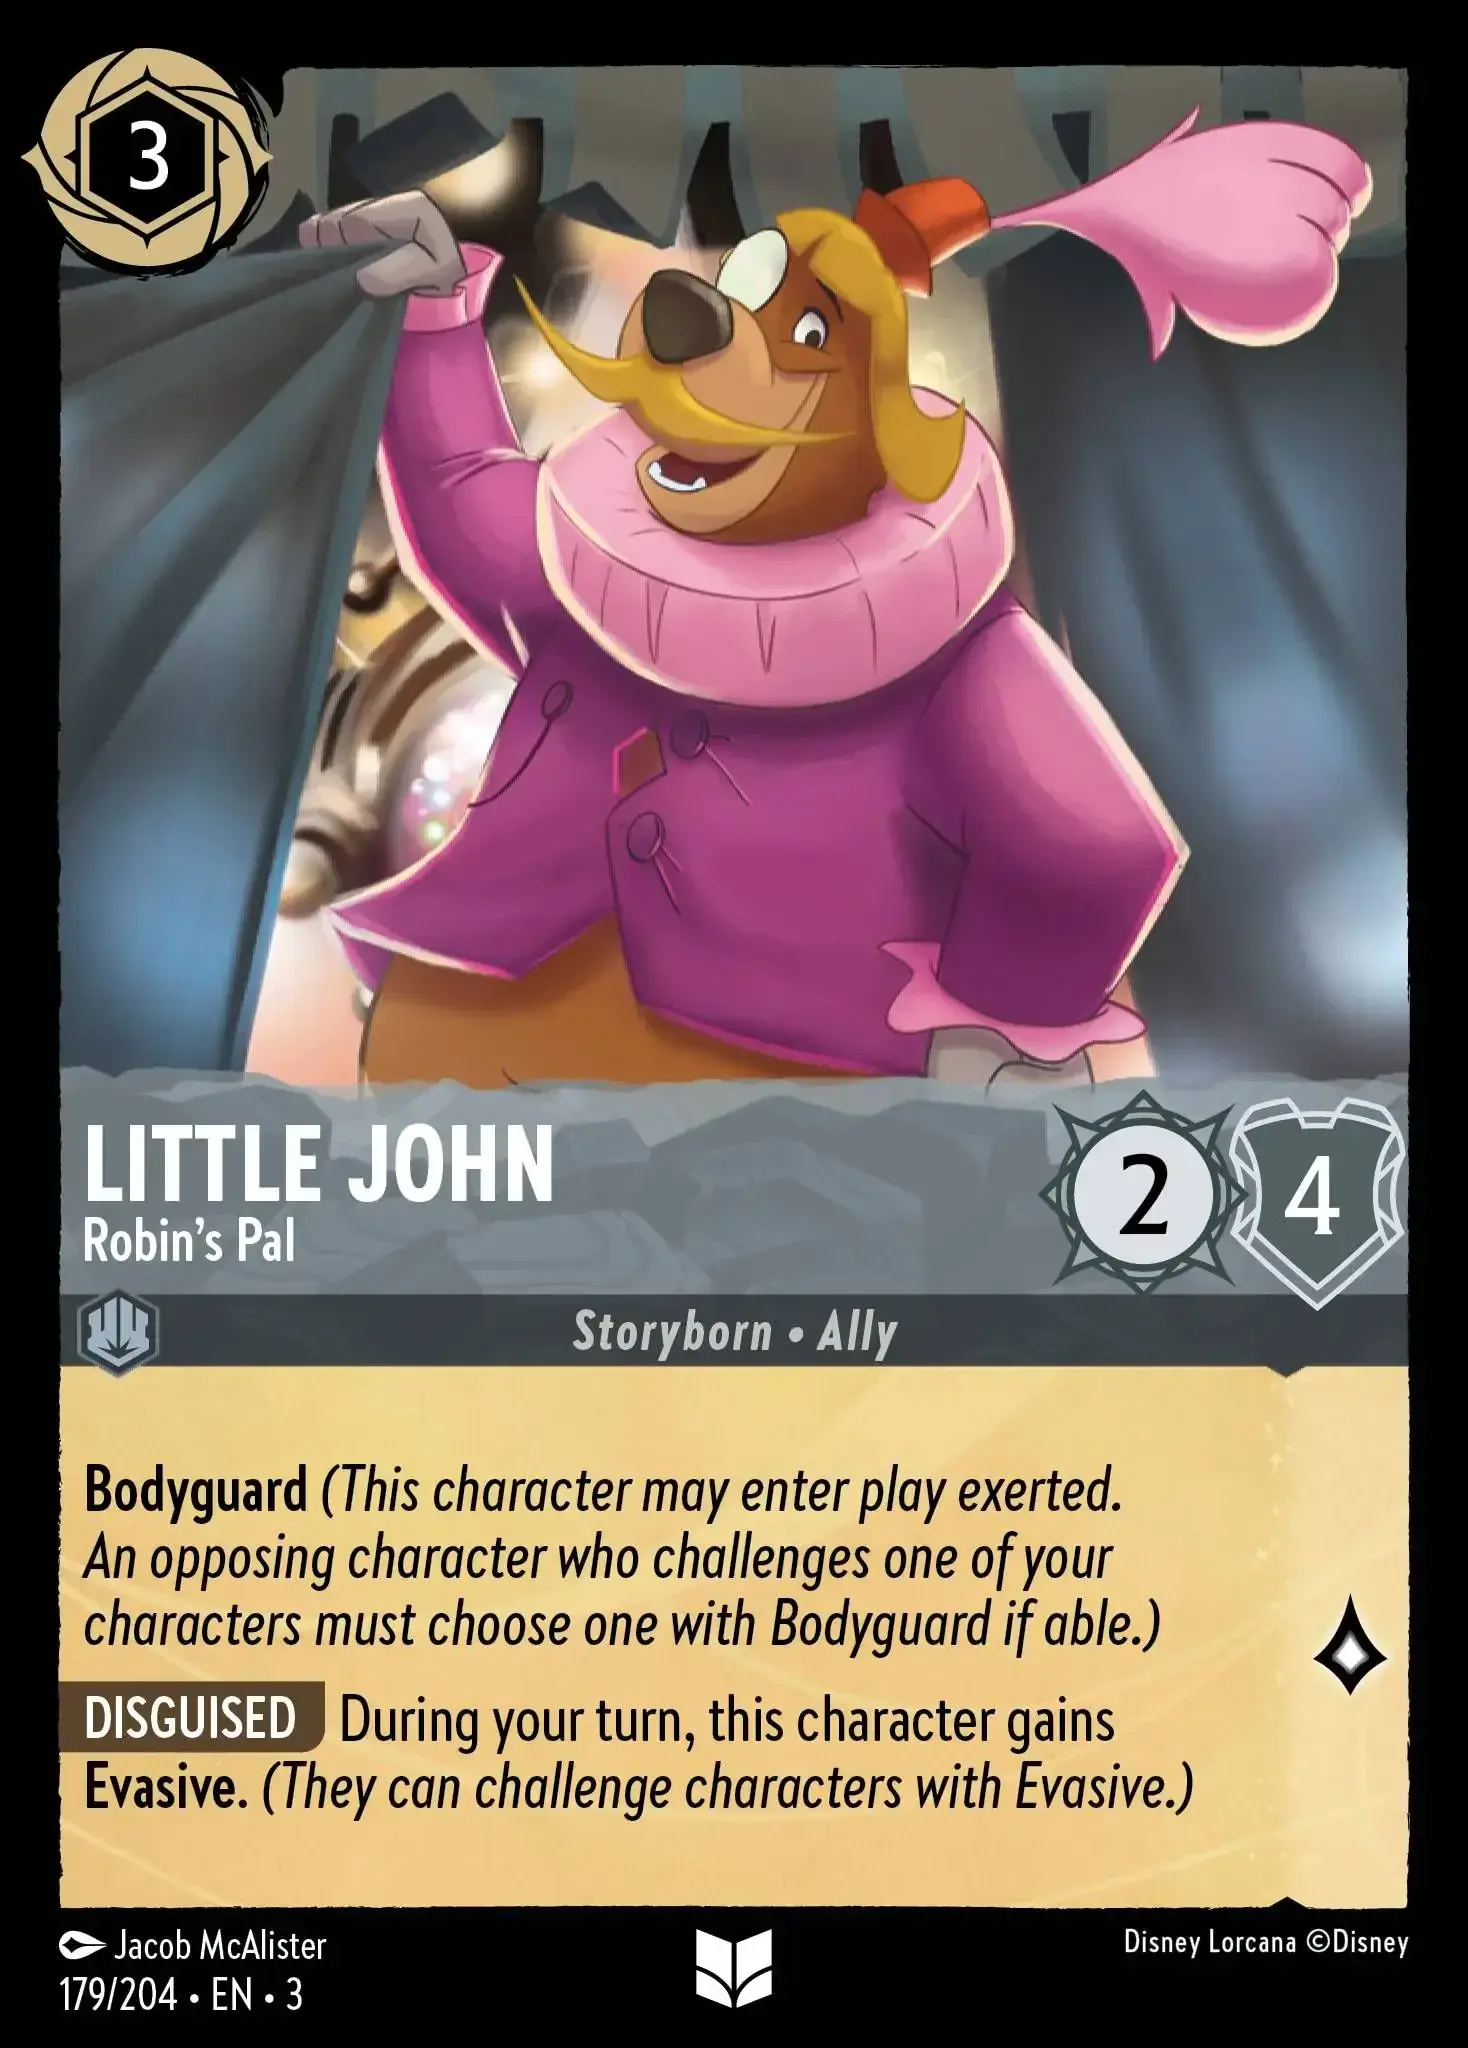 3
LITTLE JOHN
Robin's Pal
2 4
Storyborn • Ally
Bodyguard (This character may enter play exerted.
An opposing character who challenges one of your
characters must choose one with Bodyguard if able.)
DISGUISED During your turn, this character gains
Evasive. (They can challenge characters with Evasive.)
Jacob McAlister
Disney Lorcana ©Disney
179/204 • EN • 3